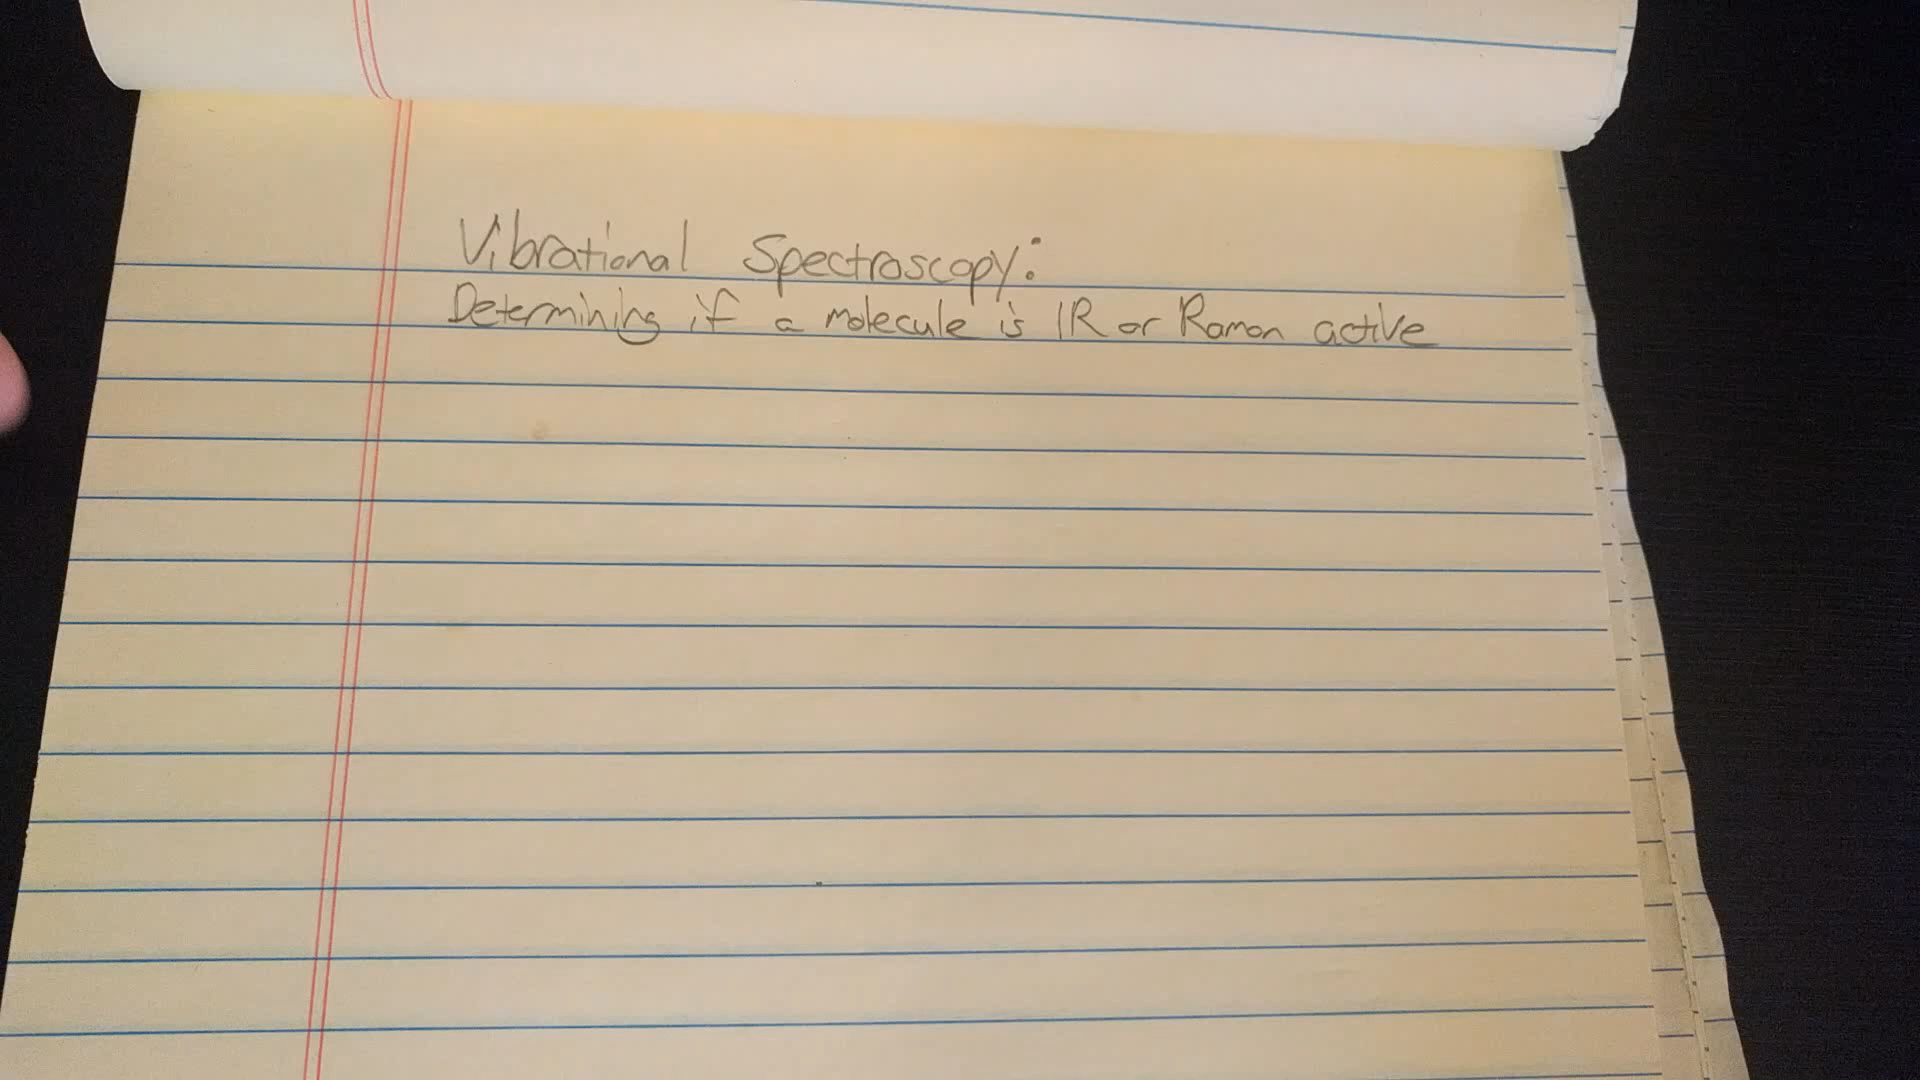 Vibrational Spectroscopy:
Determining if a molecule is IR or Raman active